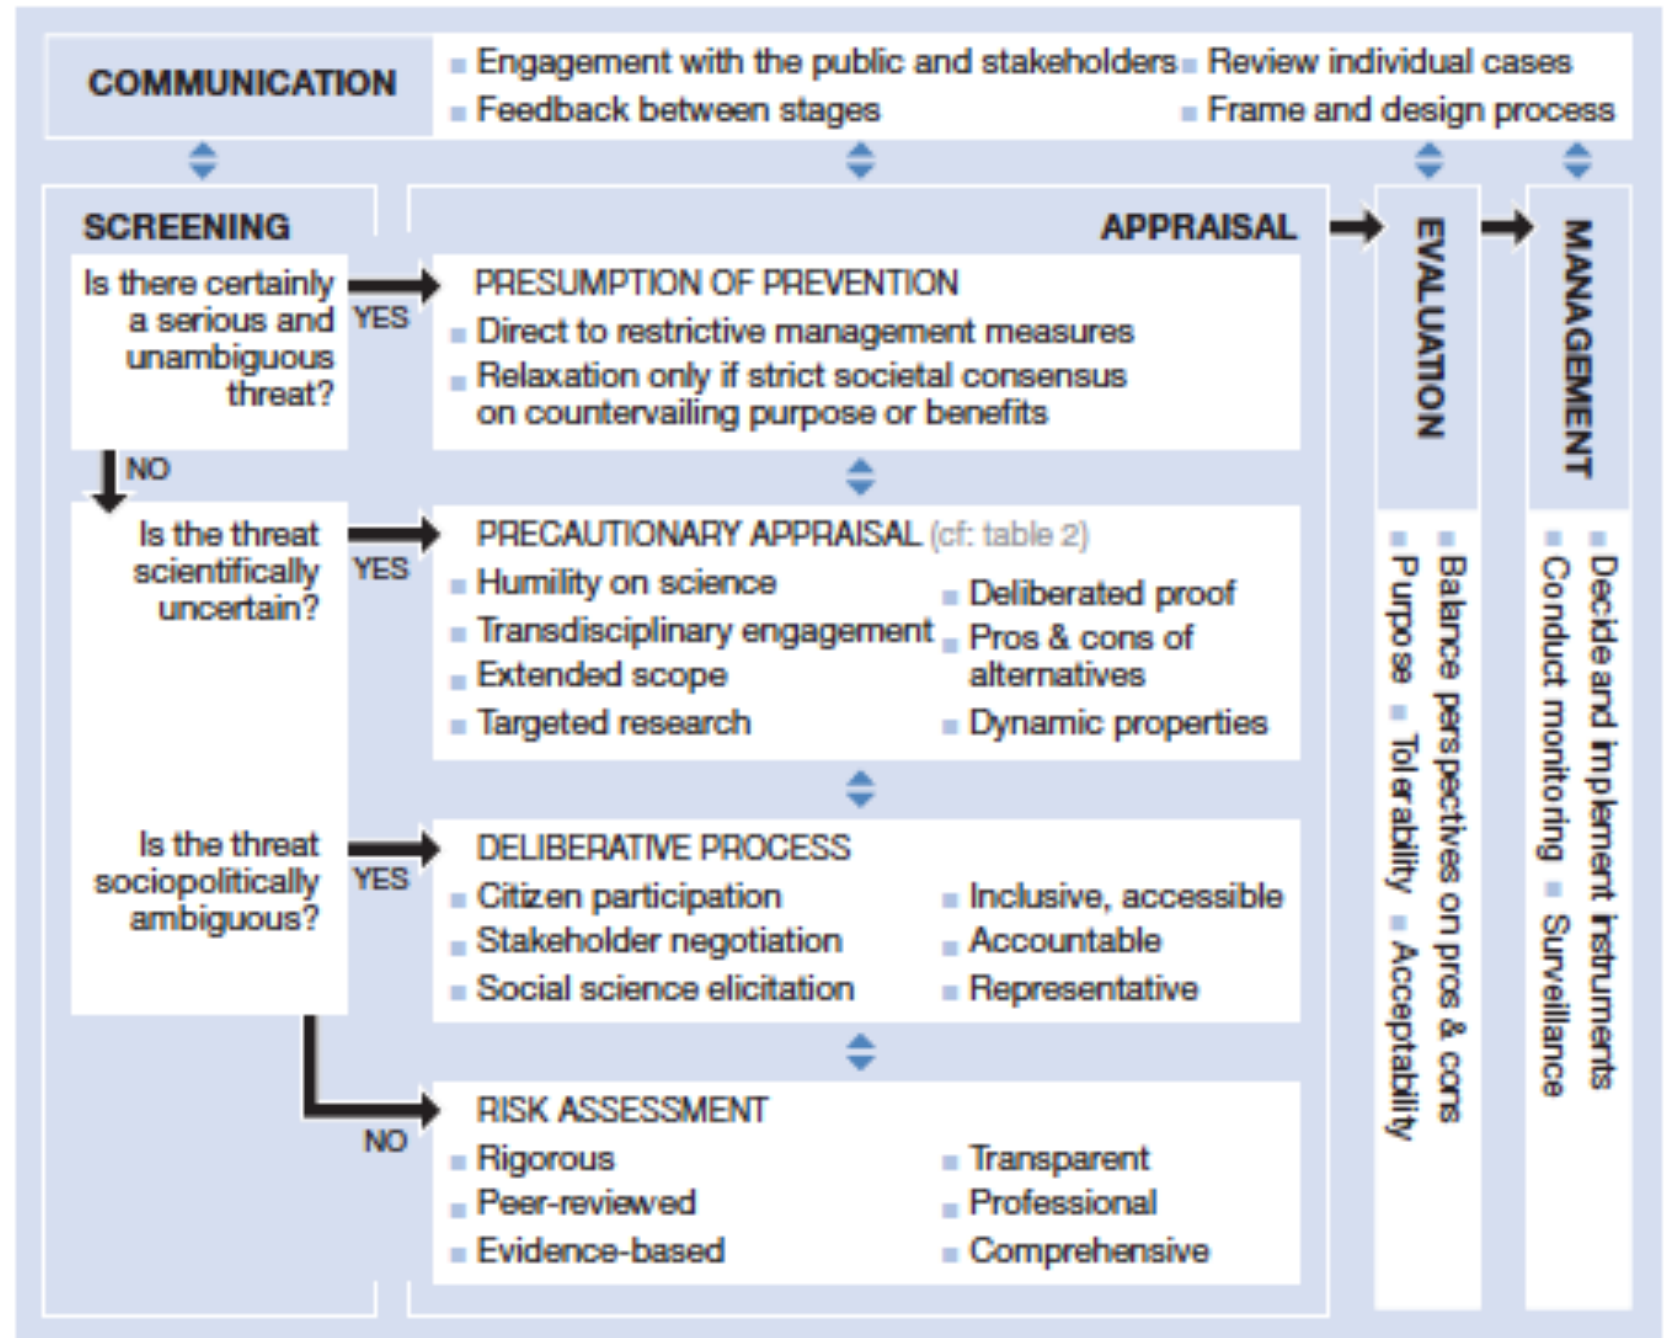 COMMUNICATION
Engagement with the public and stakeholders
Review individual cases
Feedback between stages
Frame and design process
SCREENING
Is there certainly
a serious and
unambiguous
threat?
YES
NO
Is the threat
scientifically
uncertain?
YES
Is the threat
sociopolitically
ambiguous?
YES
NO
APPRAISAL
PRESUMPTION OF PREVENTION
Direct to restrictive management measures
Relaxation only if strict societal consensus
on countervailing purpose or benefits
PRECAUTIONARY APPRAISAL (cf: table 2)
Humility on science
Transdisciplinary engagement
Extended scope
Targeted research
Deliberated proof
Pros & cons of
alternatives
Dynamic properties
DELIBERATIVE PROCESS
Citizen participation
Stakeholder negotiation
Social science elicitation
Inclusive, accessible
Accountable
Representative
RISK ASSESSMENT
Rigorous
Peer-reviewed
Evidence-based
Transparent
Professional
Comprehensive
EVALUATION
Balance perspectives on pros & cons
Purpose Tolerability Acceptability
MANAGEMENT
Decide and implement instruments
Conduct monitoring Surveillance